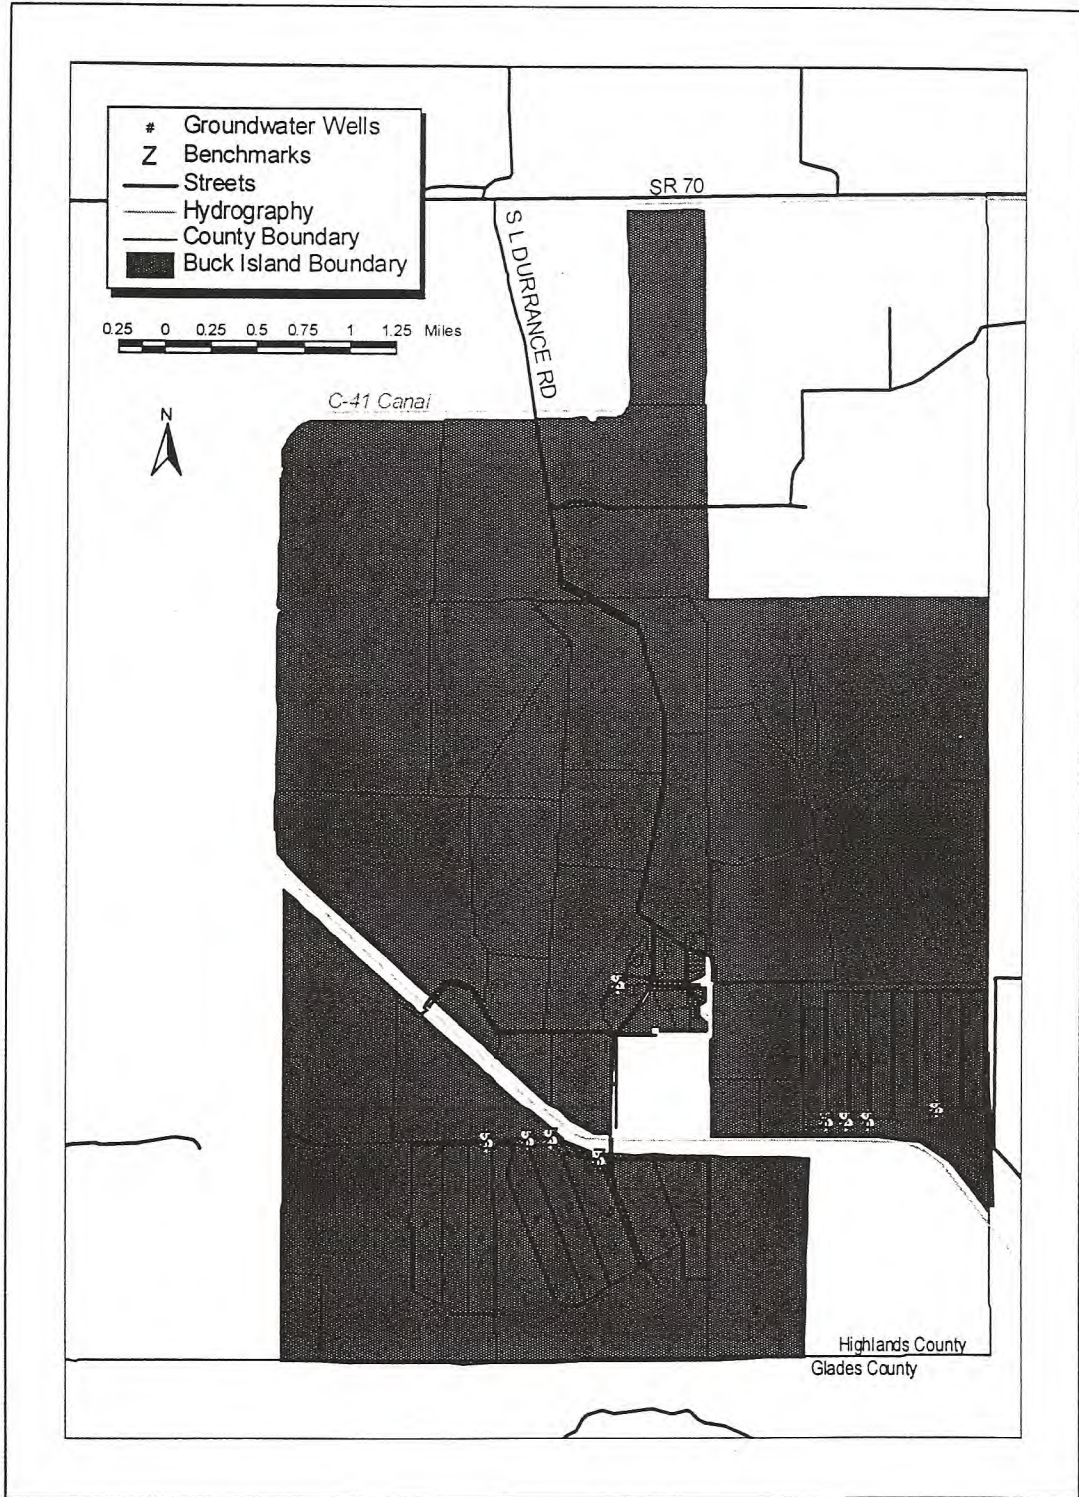 # Groundwater Wells
Z Benchmarks
Streets
Hydrography
County Boundary
Buck Island Boundary
0.25 0 0.25 0.5 0.75 1 1.25 Miles
N
SR 70
S L DURRANCE RD
C-41 Canal
Highlands County
Glades County